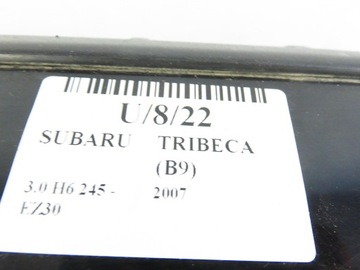 U/8/22
SUBARU TRIBECA
(B9)
3.0 H6 245 - 2007
EZ30